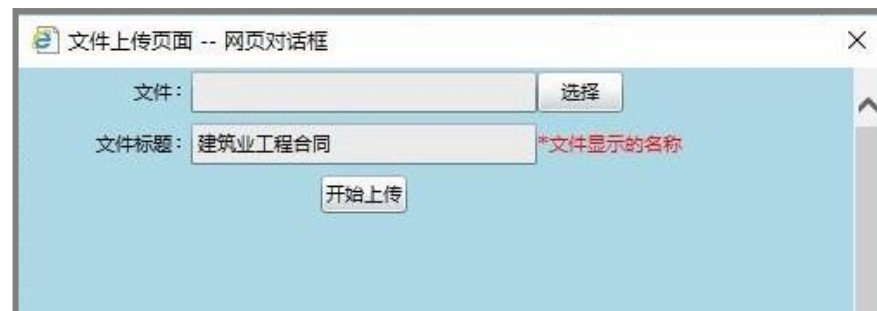 文件上传页面 -- 网页对话框
文件： 选择
文件标题： 建筑业工程合同 *文件显示的名称
开始上传